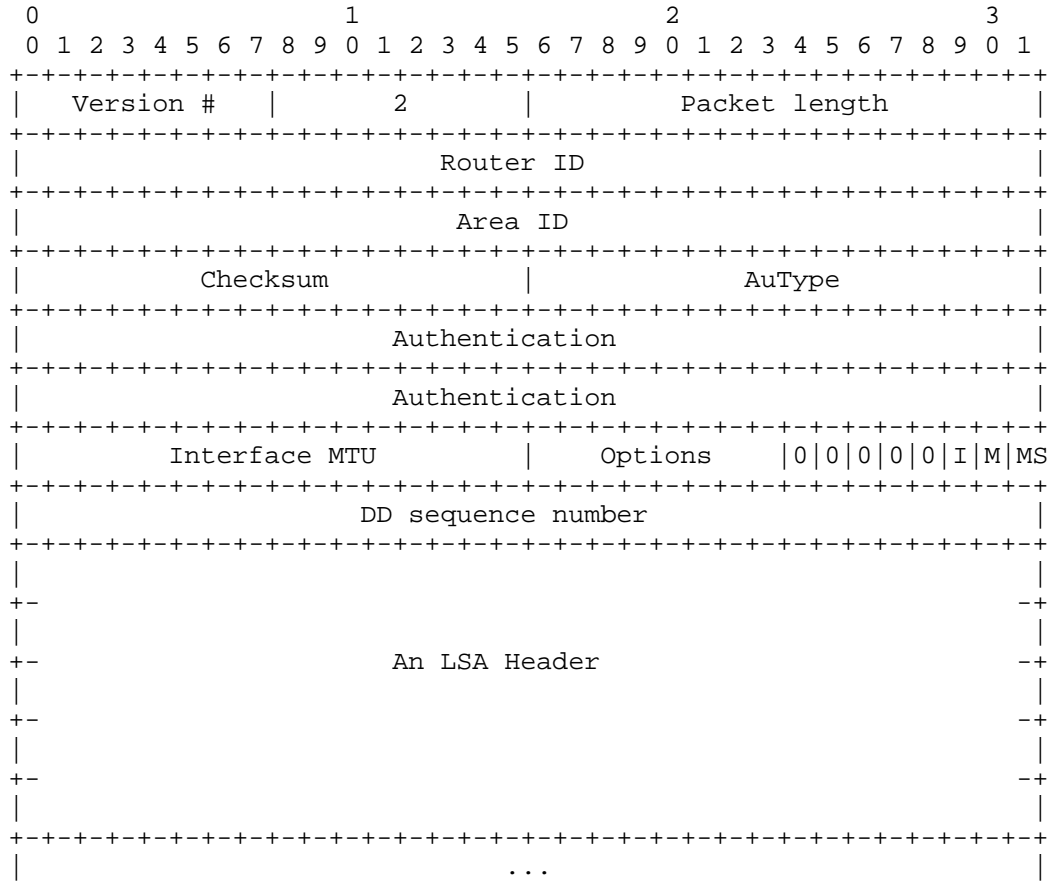 0                   1                   2                   3
 0 1 2 3 4 5 6 7 8 9 0 1 2 3 4 5 6 7 8 9 0 1 2 3 4 5 6 7 8 9 0 1
+-+-+-+-+-+-+-+-+-+-+-+-+-+-+-+-+-+-+-+-+-+-+-+-+-+-+-+-+-+-+-+-+
|   Version #   |       2       |         Packet length         |
+-+-+-+-+-+-+-+-+-+-+-+-+-+-+-+-+-+-+-+-+-+-+-+-+-+-+-+-+-+-+-+-+
|                          Router ID                            |
+-+-+-+-+-+-+-+-+-+-+-+-+-+-+-+-+-+-+-+-+-+-+-+-+-+-+-+-+-+-+-+-+
|                           Area ID                             |
+-+-+-+-+-+-+-+-+-+-+-+-+-+-+-+-+-+-+-+-+-+-+-+-+-+-+-+-+-+-+-+-+
|           Checksum            |             AuType            |
+-+-+-+-+-+-+-+-+-+-+-+-+-+-+-+-+-+-+-+-+-+-+-+-+-+-+-+-+-+-+-+-+
|                       Authentication                          |
+-+-+-+-+-+-+-+-+-+-+-+-+-+-+-+-+-+-+-+-+-+-+-+-+-+-+-+-+-+-+-+-+
|                       Authentication                          |
+-+-+-+-+-+-+-+-+-+-+-+-+-+-+-+-+-+-+-+-+-+-+-+-+-+-+-+-+-+-+-+-+
|         Interface MTU         |    Options    |0|0|0|0|0|I|M|MS
+-+-+-+-+-+-+-+-+-+-+-+-+-+-+-+-+-+-+-+-+-+-+-+-+-+-+-+-+-+-+-+-+
|                     DD sequence number                        |
+-+-+-+-+-+-+-+-+-+-+-+-+-+-+-+-+-+-+-+-+-+-+-+-+-+-+-+-+-+-+-+-+
|                                                               |
+-                                                             -+
|                                                               |
+-                      An LSA Header                          -+
|                                                               |
+-                                                             -+
|                                                               |
+-                                                             -+
|                                                               |
+-+-+-+-+-+-+-+-+-+-+-+-+-+-+-+-+-+-+-+-+-+-+-+-+-+-+-+-+-+-+-+-+
|                              ...                              |